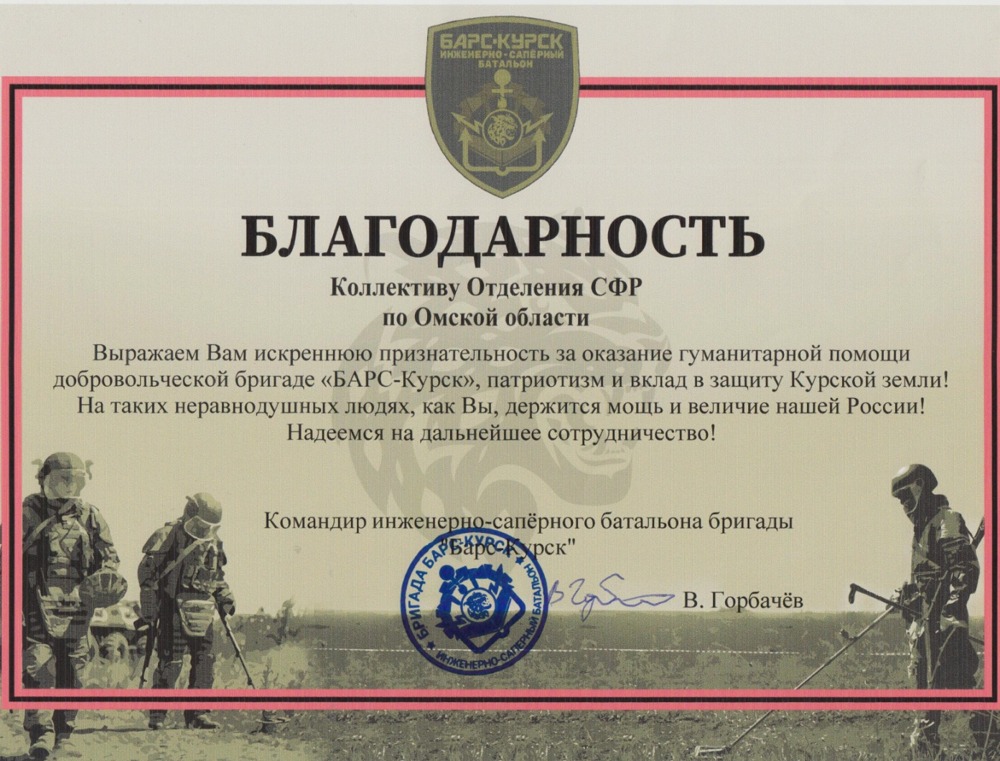 БАРС-КУРСК
ИНЖЕНЕРНО-САПЁРНЫЙ
БАТАЛЬОН
БЛАГОДАРНОСТЬ
Коллективу Отделения СФР
по Омской области
Выражаем Вам искреннюю признательность за оказание гуманитарной помощи
добровольческой бригаде «БАРС-Курск», патриотизм и вклад в защиту Курской земли!
На таких неравнодушных людях, как Вы, держится мощь и величие нашей России!
Надеемся на дальнейшее сотрудничество!
Командир инженерно-сапёрного батальона бригады
"Барс-Курск"
БРИГАДА БАРС-КУРСК
ИНЖЕНЕРНО-САПЕРНЫЙ БАТАЛЬОН
В. Горбачёв